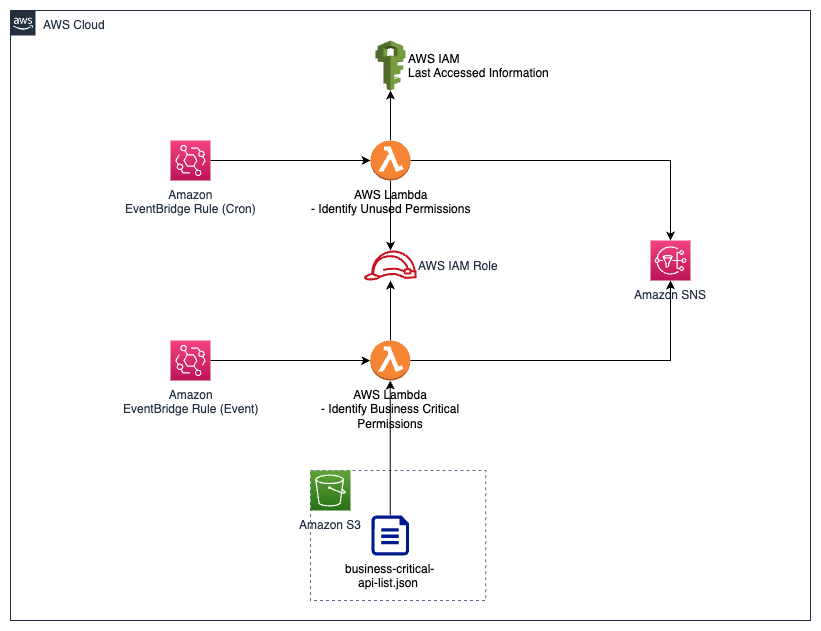 aws
AWS Cloud
AWS IAM
Last Accessed Information
Amazon
EventBridge Rule (Cron)
AWS Lambda
- Identify Unused Permissions
AWS IAM Role
Amazon SNS
Amazon
EventBridge Rule (Event)
AWS Lambda
- Identify Business Critical
Permissions
Amazon S3
business-critical-
api-list.json